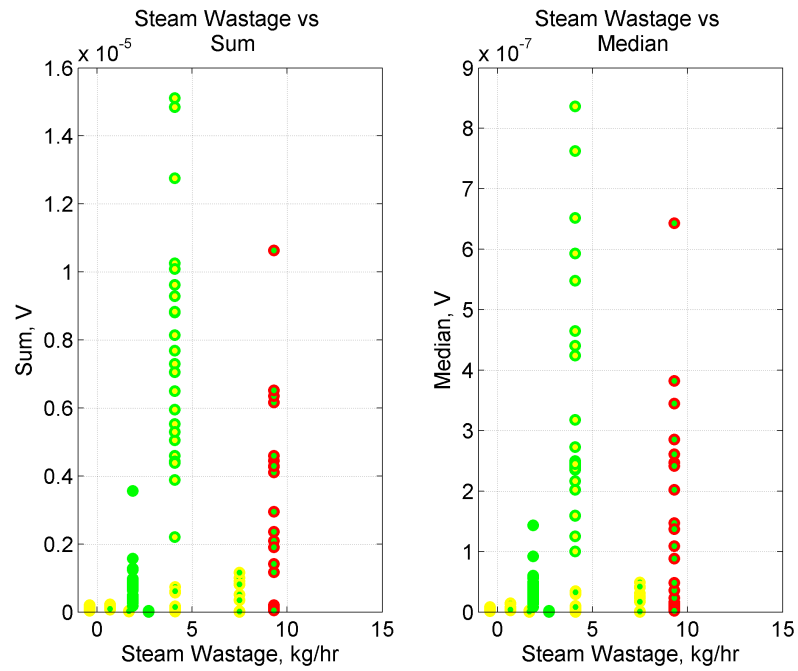 Steam Wastage vs
Sum
x 10-5
1.6
1.4
1.2
1
0.8
0.6
0.4
0.2
0
0
5
10
15
Sum, V
Steam Wastage, kg/hr
Steam Wastage vs
Median
x 10-7
9
8
7
6
5
4
3
2
1
0
0
5
10
15
Median, V
Steam Wastage, kg/hr